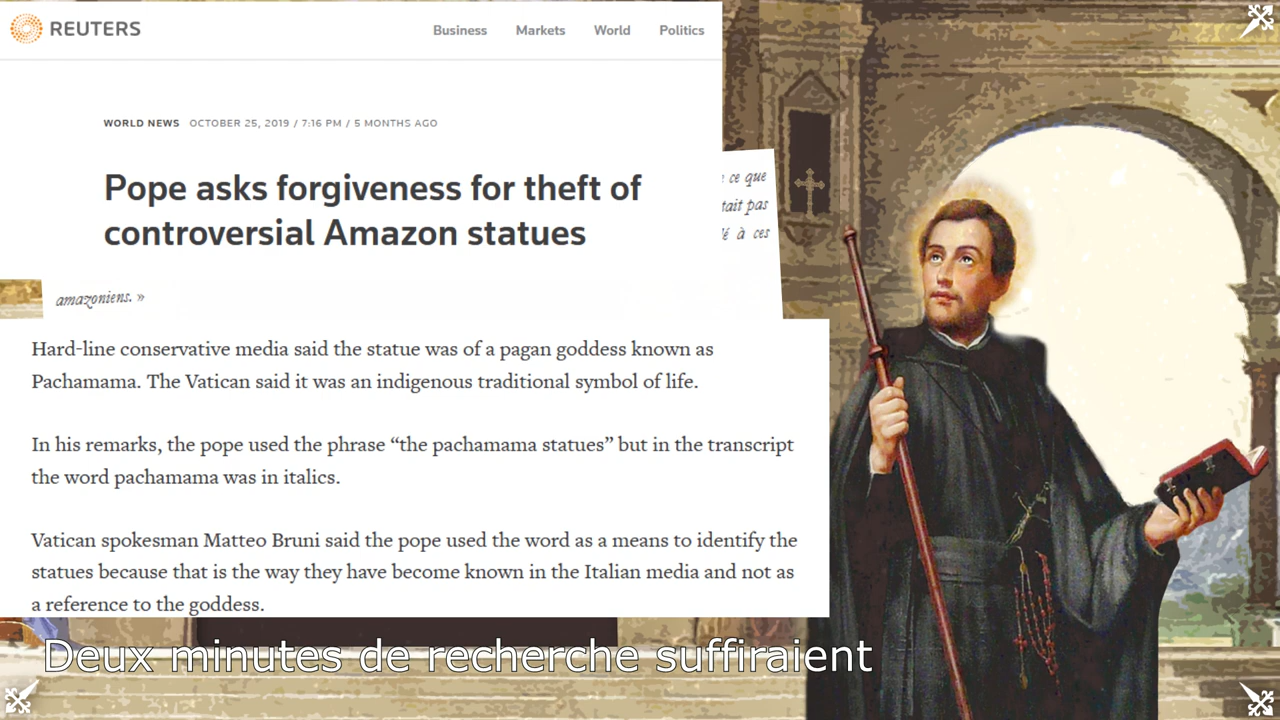 REUTERS
Business Markets World Politics
WORLD NEWS OCTOBER 25, 2019 / 7:16 PM / 5 MONTHS AGO
Pope asks forgiveness for theft of
controversial Amazon statues
ce que
tait pas
é à ces
amazoniens. »
Hard-line conservative media said the statue was of a pagan goddess known as
Pachamama. The Vatican said it was an indigenous traditional symbol of life.
In his remarks, the pope used the phrase “the pachamama statues” but in the transcript
the word pachamama was in italics.
Vatican spokesman Matteo Bruni said the pope used the word as a means to identify the
statues because that is the way they have become known in the Italian media and not as
a reference to the goddess.
Deux minutes de recherche suffiraient